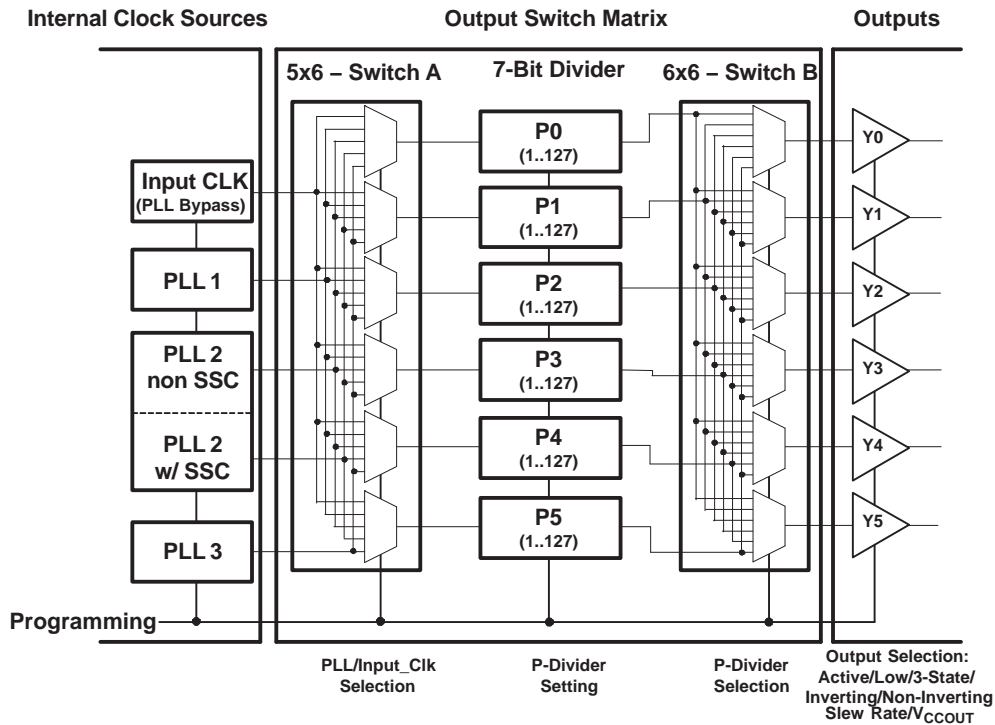 Internal Clock Sources
Output Switch Matrix
Outputs
5x6 – Switch A
7-Bit Divider
6x6 – Switch B
Input CLK
(PLL Bypass)
PLL 1
PLL 2
non SSC
PLL 2
w/ SSC
PLL 3
P0
(1..127)
P1
(1..127)
P2
(1..127)
P3
(1..127)
P4
(1..127)
P5
(1..127)
Y0
Y1
Y2
Y3
Y4
Y5
Programming
PLL/Input_Clk
Selection
P-Divider
Setting
P-Divider
Selection
Output Selection:
Active/Low/3-State/
Inverting/Non-Inverting
Slew Rate/VCCOUT